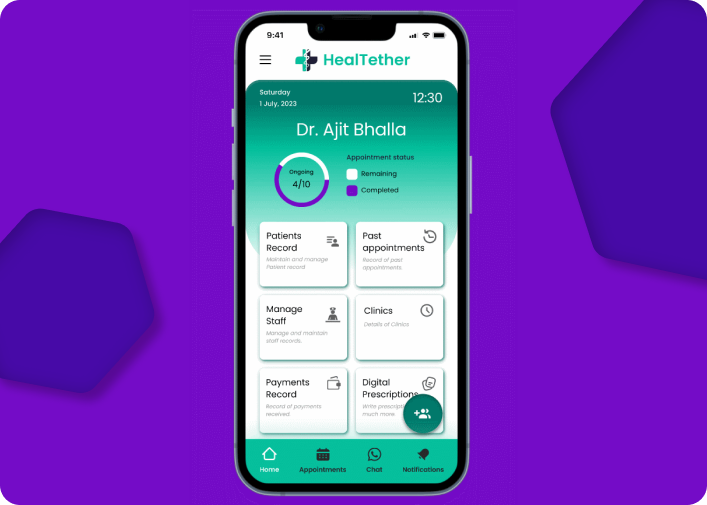 9:41
HealTether
Saturday
1 July, 2023
12:30
Dr. Ajit Bhalla
Ongoing
4/10
Appointment status
Remaining
Completed
Patients
Record
Maintain and manage
Patient record
Past
appointments
Record of past
appointments.
Manage
Staff
Manage and maintain
staff records.
Clinics
Details of Clinics
Payments
Record
Record of payments
received.
Digital
Prescriptions
Write
much more.
Home
Appointments
Chat
Notifications